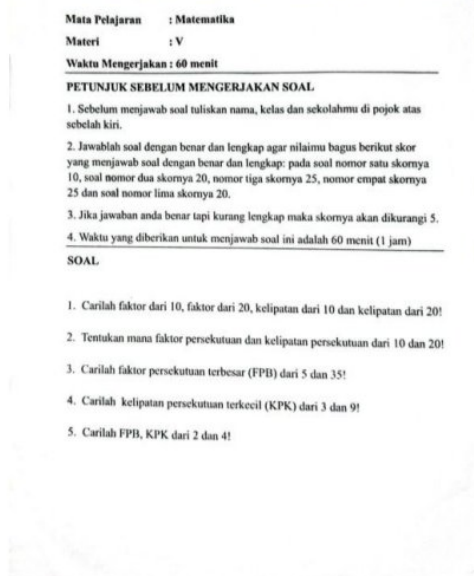 Mata Pelajaran : Matematika
Materi : V
Waktu Mengerjakan : 60 menit
PETUNJUK SEBELUM MENGERJAKAN SOAL
1. Sebelum menjawab soal tuliskan nama, kelas dan sekolahmu di pojok atas
sebelah kiri.
2. Jawablah soal dengan benar dan lengkap agar nilaimu bagus berikut skor
yang menjawab soal dengan benar dan lengkap: pada soal nomor satu skornya
10, soal nomor dua skornya 20, nomor tiga skornya 25, nomor empat skornya
25 dan soal nomor lima skornya 20.
3. Jika jawaban anda benar tapi kurang lengkap maka skornya akan dikurangi 5.
4. Waktu yang diberikan untuk menjawab soal ini adalah 60 menit (1 jam)
SOAL
1. Carilah faktor dari 10, faktor dari 20, kelipatan dari 10 dan kelipatan dari 20!
2. Tentukan mana faktor persekutuan dan kelipatan persekutuan dari 10 dan 20!
3. Carilah faktor persekutuan terbesar (FPB) dari 5 dan 35!
4. Carilah kelipatan persekutuan terkecil (KPK) dari 3 dan 9!
5. Carilah FPB, KPK dari 2 dan 4!